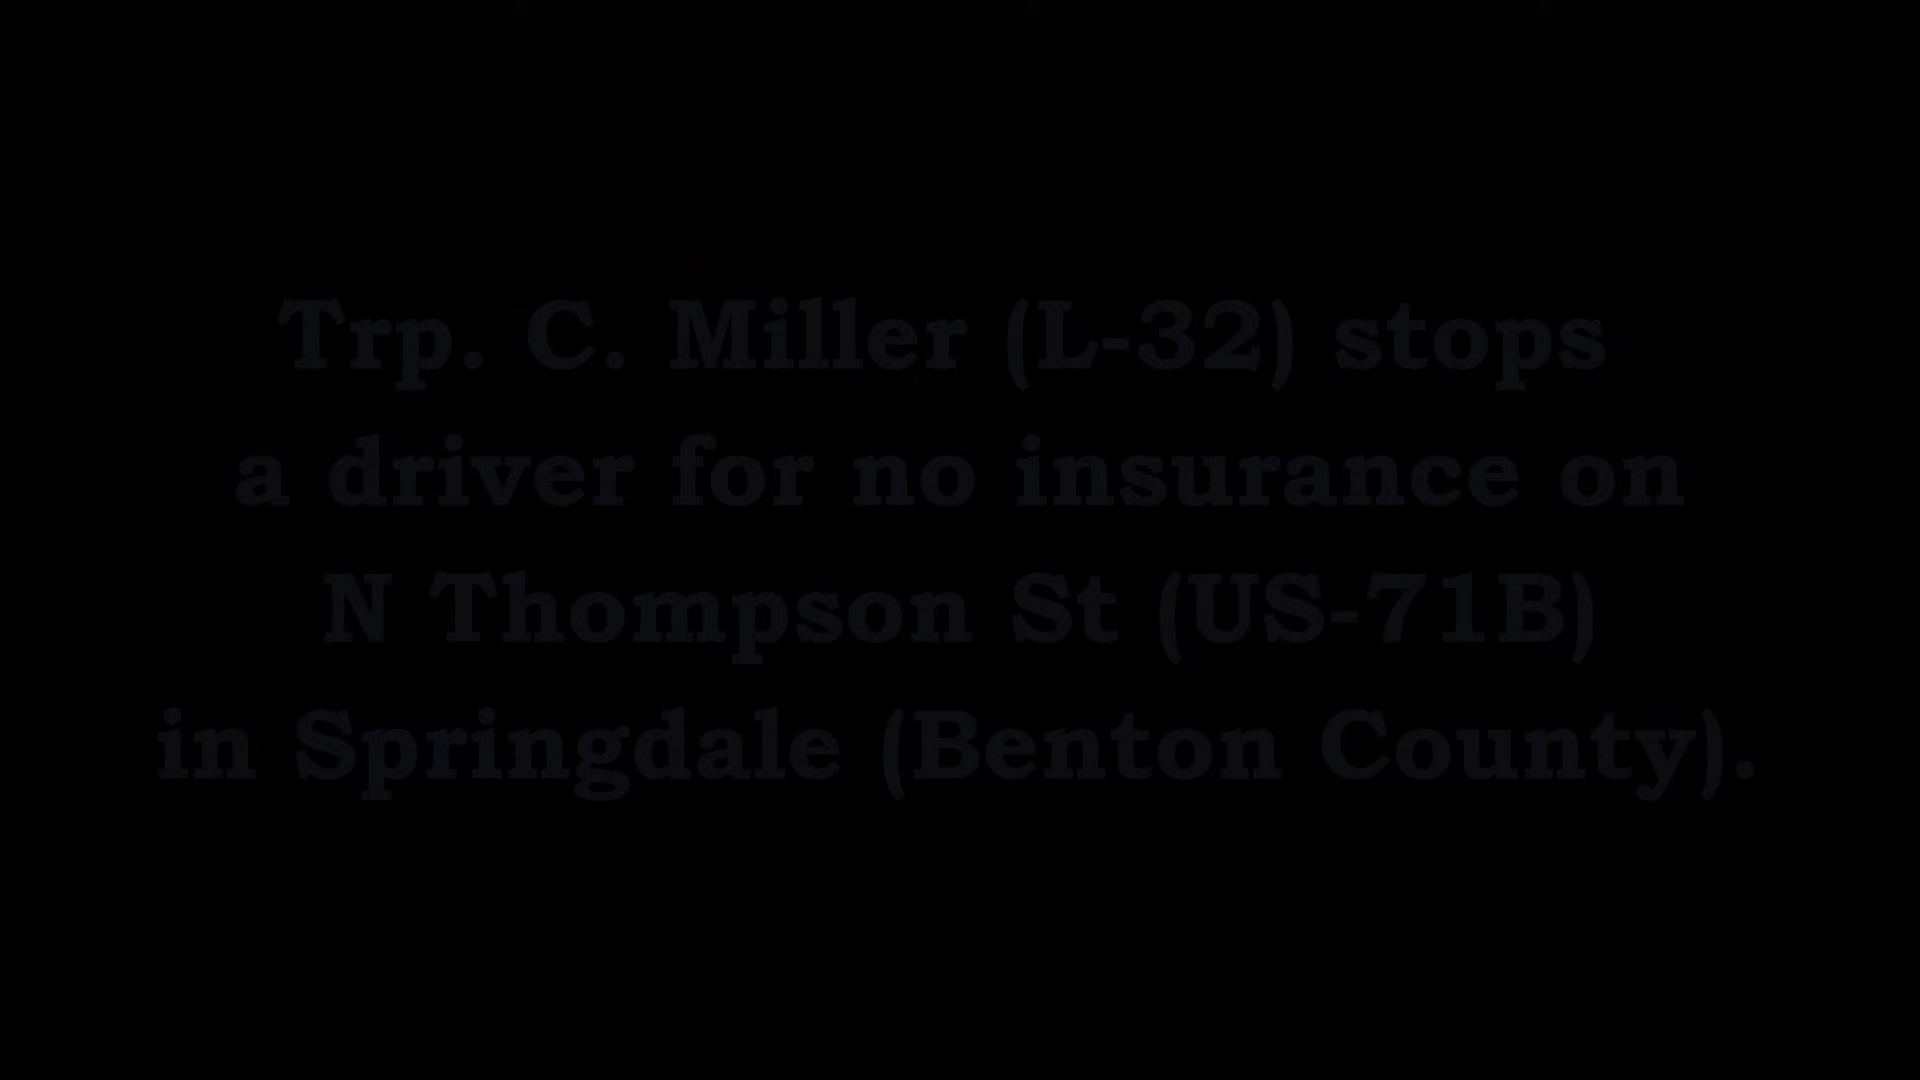 Trp. C. Miller (L-32) stops
a driver for no insurance on
N Thompson St (US-71B)
in Springdale (Benton County).